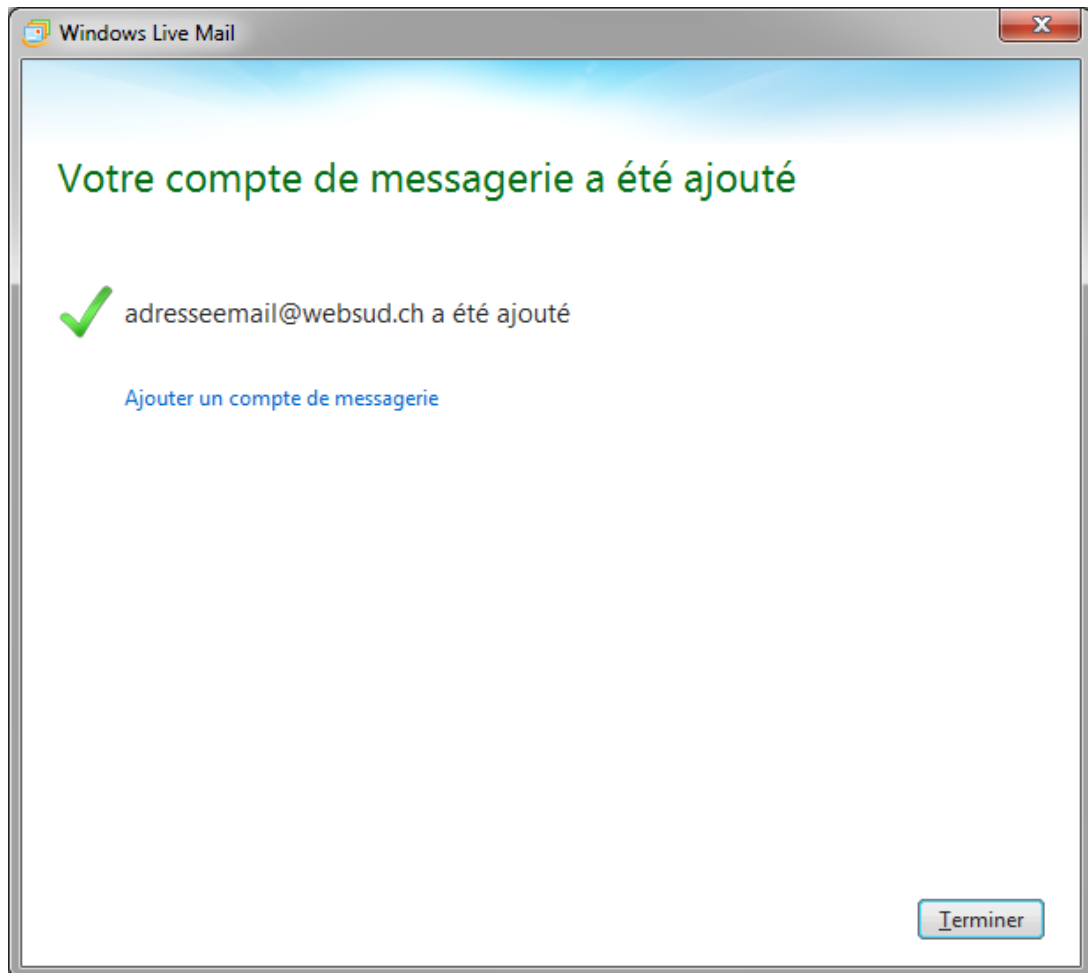 Windows Live Mail
Votre compte de messagerie a été ajouté
adresseemail@websud.ch a été ajouté
Ajouter un compte de messagerie
Terminer